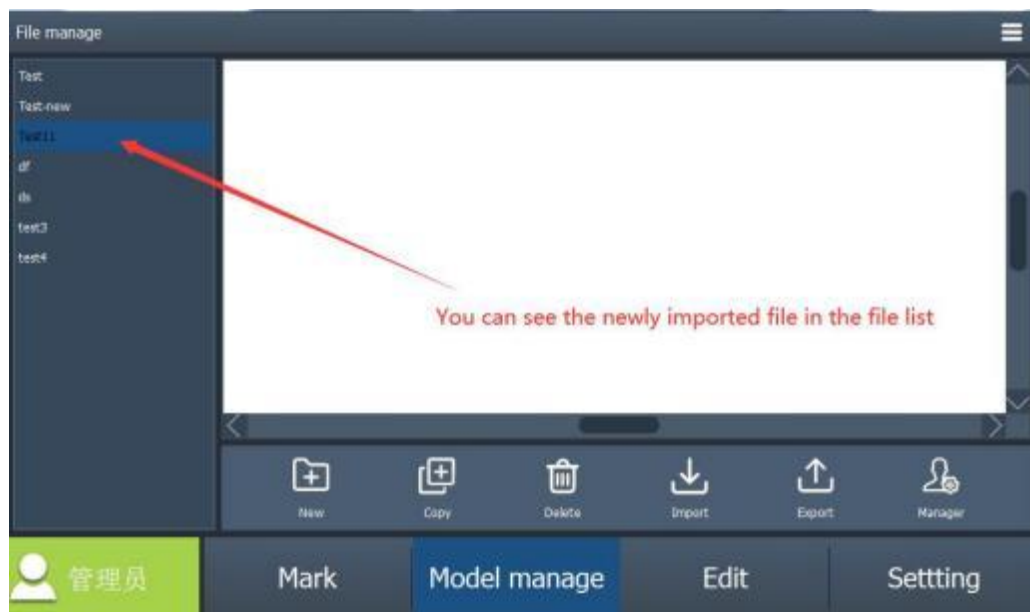 File manage
Test
Test-new
Test11
df
ds
test3
test4
You can see the newly imported file in the file list
New
Copy
Delete
Import
Export
Manager
管理员
Mark
Model manage
Edit
Settting